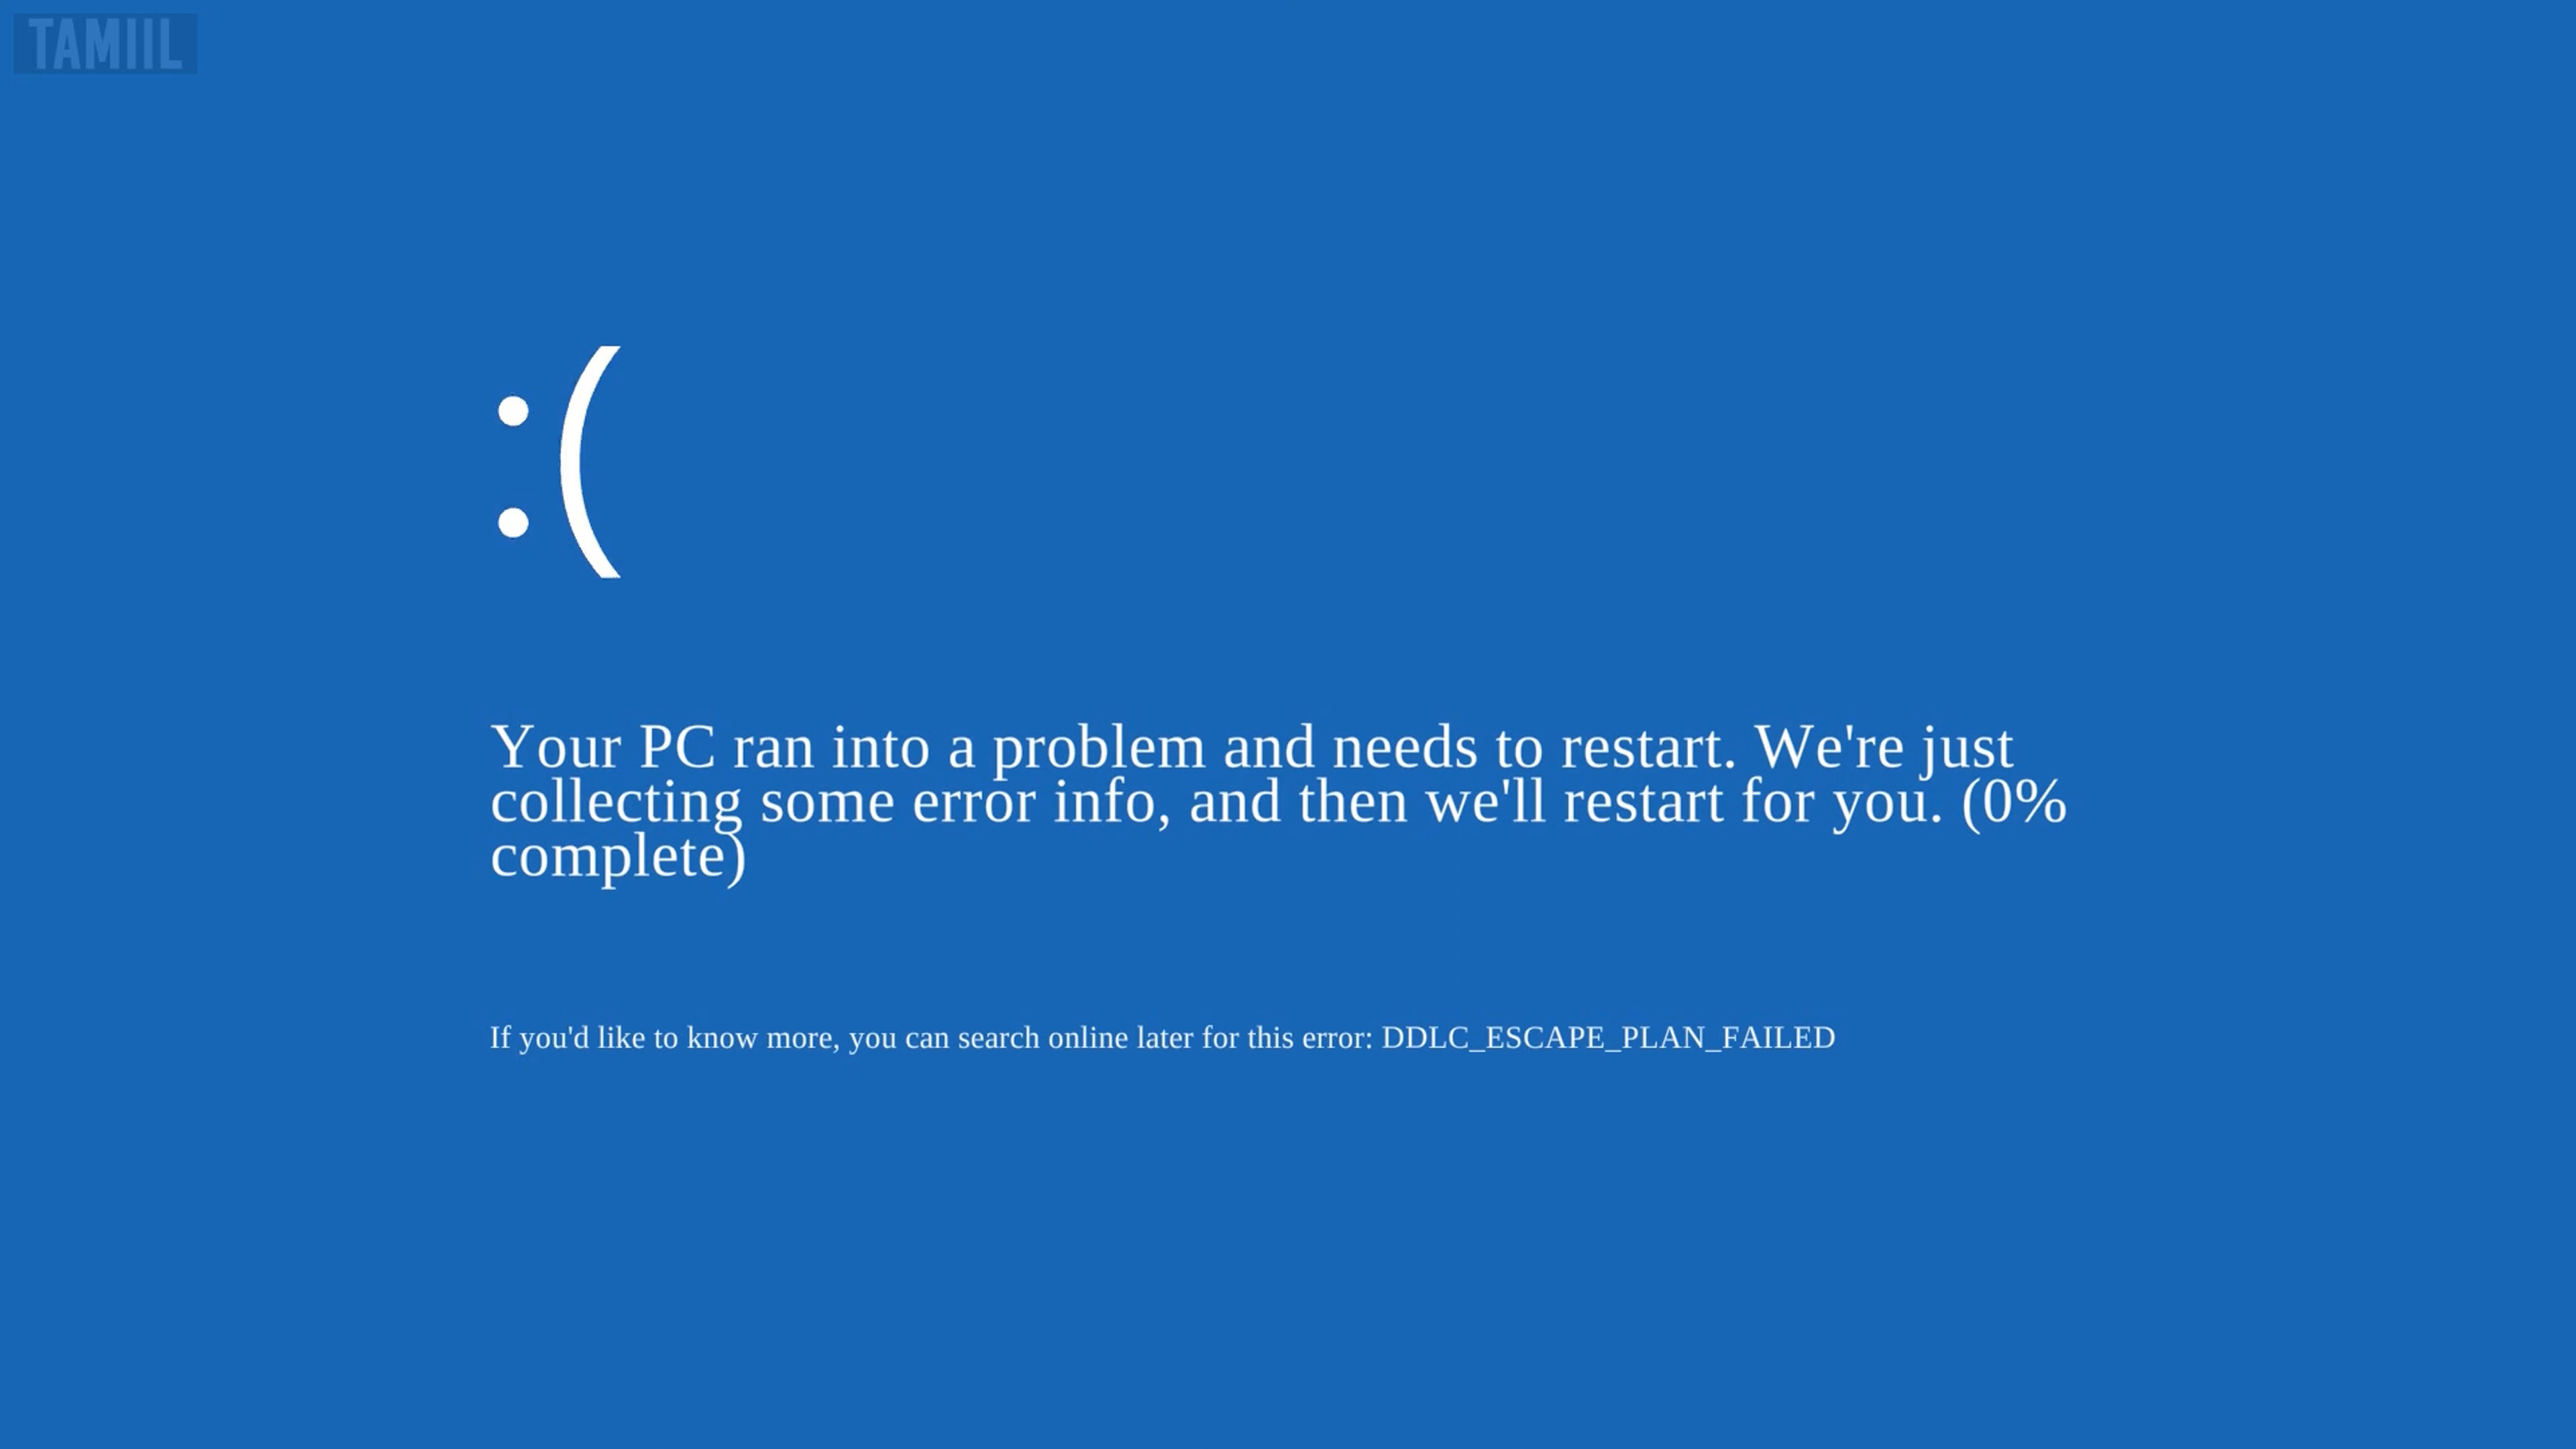 TAMIIL
:(
Your PC ran into a problem and needs to restart. We're just
collecting some error info, and then we'll restart for you. (0%
complete)
If you'd like to know more, you can search online later for this error: DDLC_ESCAPE_PLAN_FAILED